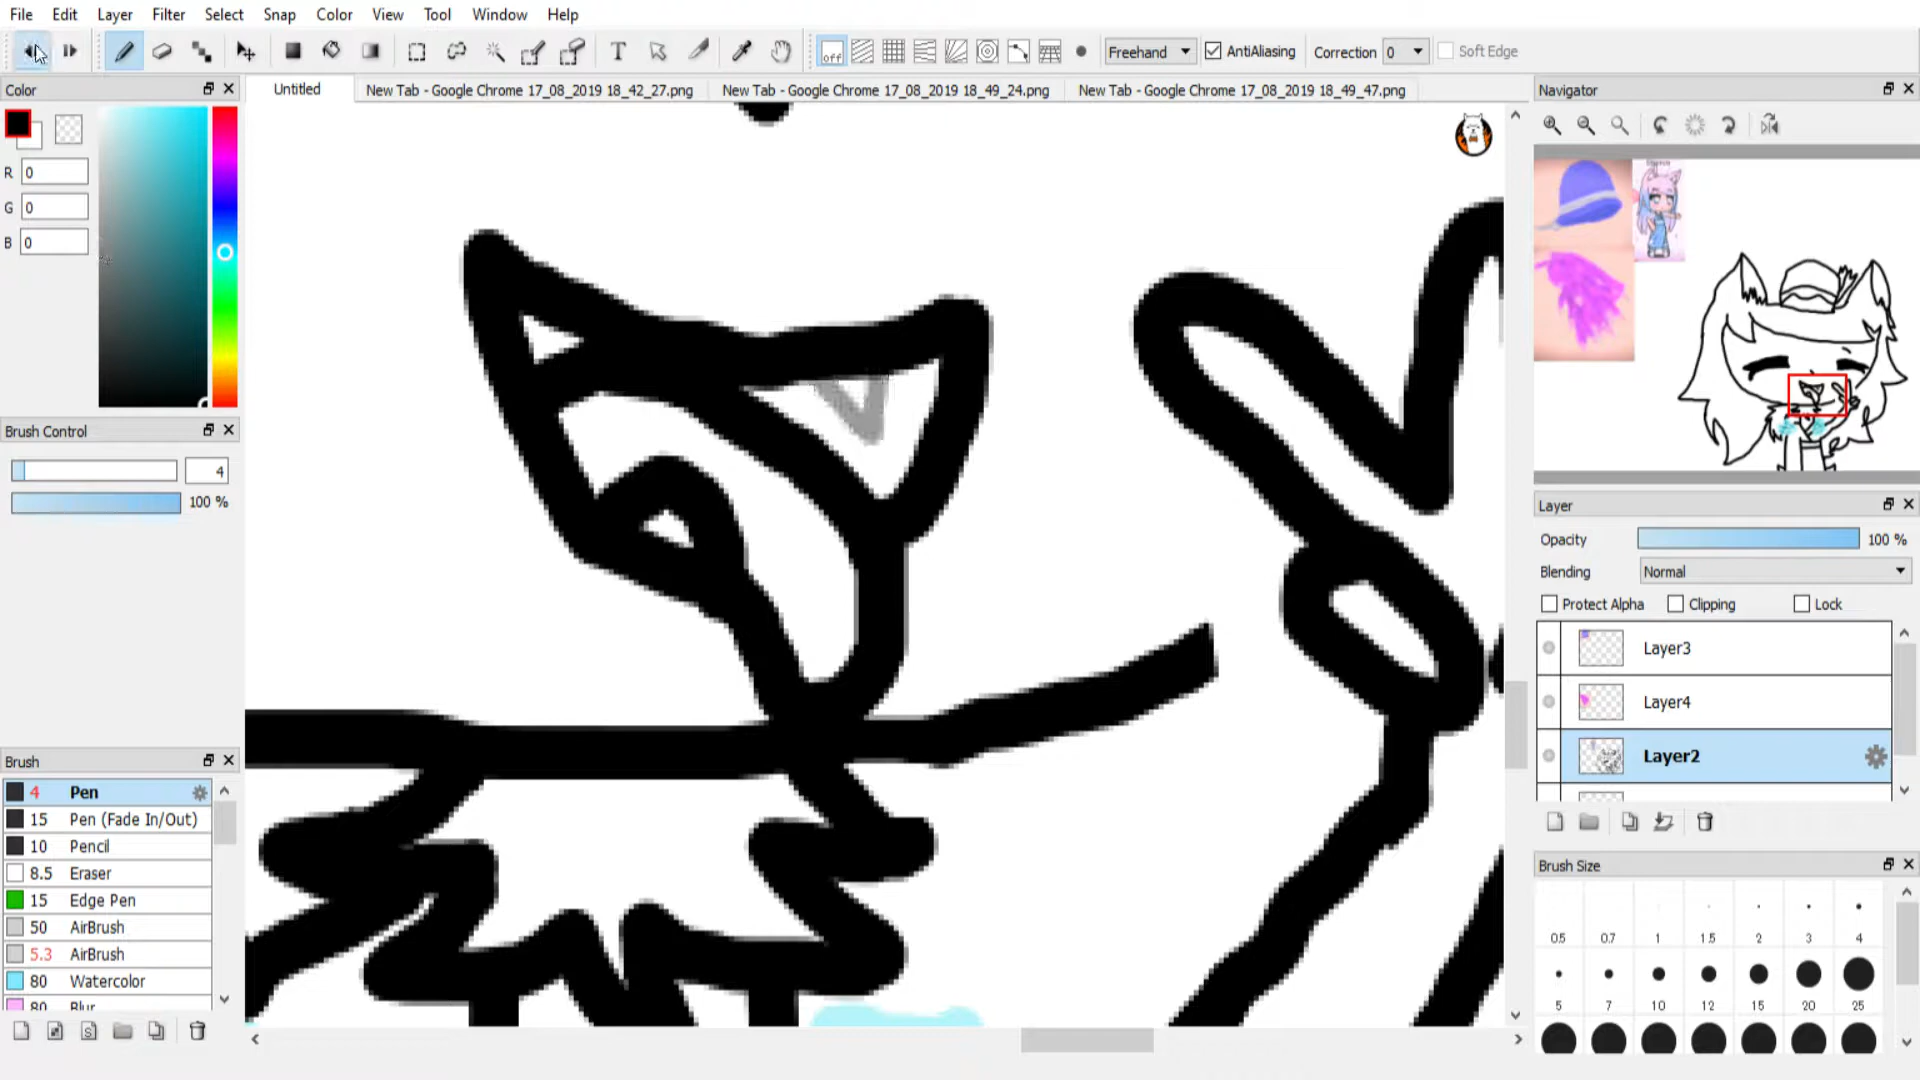 File Edit Layer Filter Select Snap Color View Tool Window Help
off Freehand AntiAliasing Correction 0 Soft Edge
Color
Untitled New Tab - Google Chrome 17_08_2019 18_42_27.png New Tab - Google Chrome 17_08_2019 18_49_24.png New Tab - Google Chrome 17_08_2019 18_49_47.png
Navigator
R 0
G 0
B 0
Brush Control
4
100 %
Layer
Opacity 100 %
Blending Normal
Protect Alpha Clipping Lock
Layer3
Layer4
Layer2
Brush
4 Pen
15 Pen (Fade In/Out)
10 Pencil
8.5 Eraser
15 Edge Pen
50 AirBrush
5.3 AirBrush
80 Watercolor
80 Blur
Brush Size
0.5 0.7 1 1.5 2 3 4
5 7 10 12 15 20 25